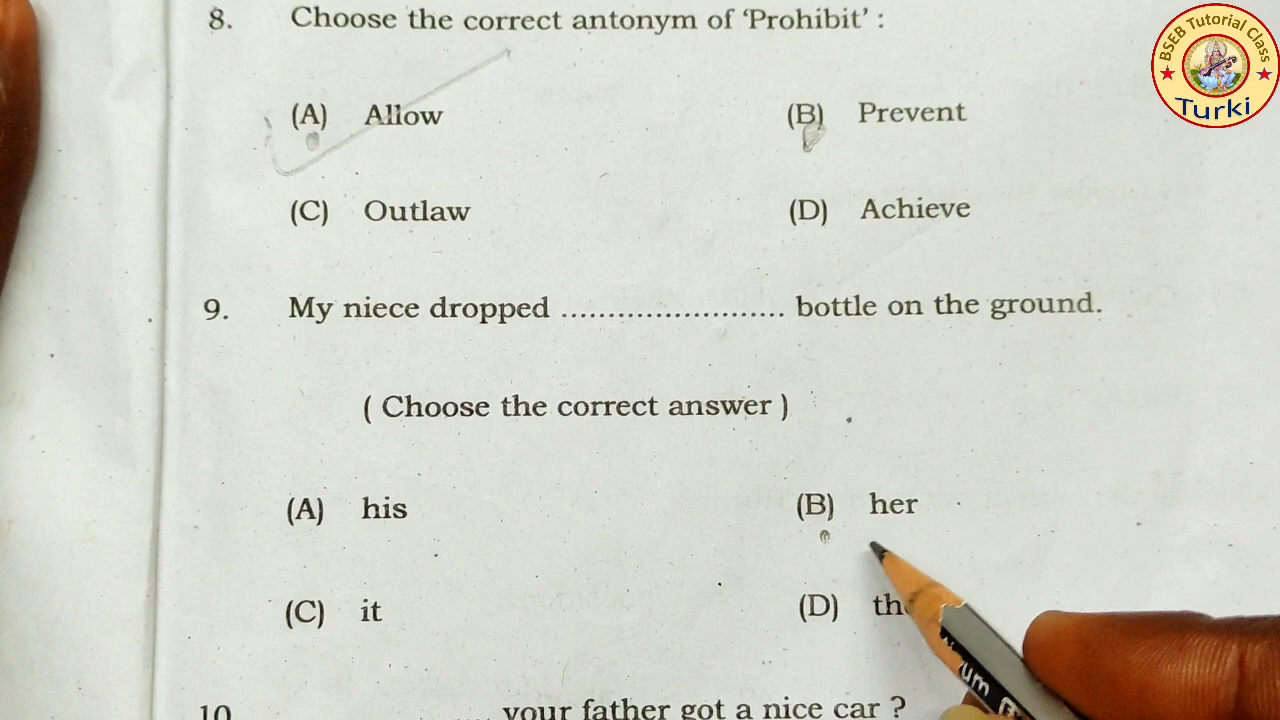 8. Choose the correct antonym of ‘Prohibit’ :
(A) Allow (B) Prevent
(C) Outlaw (D) Achieve
9. My niece dropped ........................ bottle on the ground.
( Choose the correct answer )
(A) his (B) her
(C) it (D)
10. your father got a nice car ?
BSEB Tutorial Class
Turki